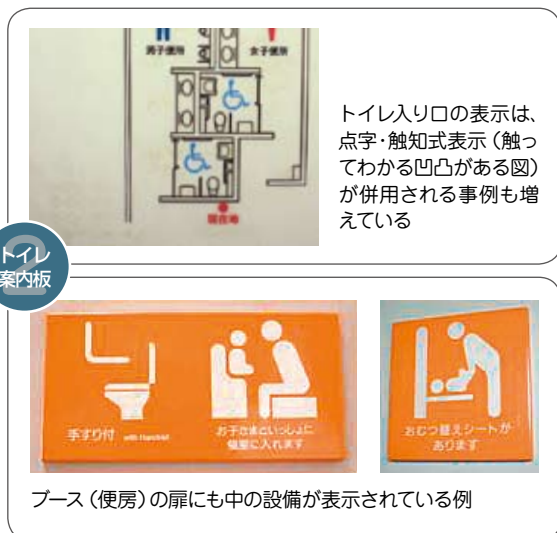 男子便所
女子便所
現在地
トイレ入り口の表示は、
点字・触知式表示（触っ
てわかる凹凸がある図）
が併用される事例も増
えている
2
トイレ
案内板
手すり付 with Handrail
お子さまといっしょに
個室に入れます
おむつ替えシートが
あります
ブース（便房）の扉にも中の設備が表示されている例